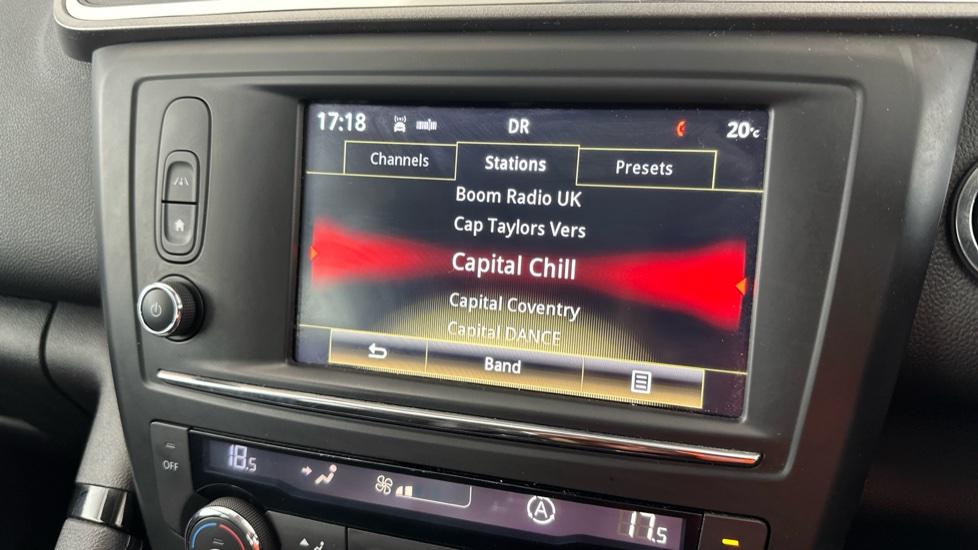 17:18 DR 20°c
Channels Stations Presets
Boom Radio UK
Cap Taylors Vers
Capital Chill
Capital Coventry
Capital DANCE
Band
OFF 18.5 A 17.5